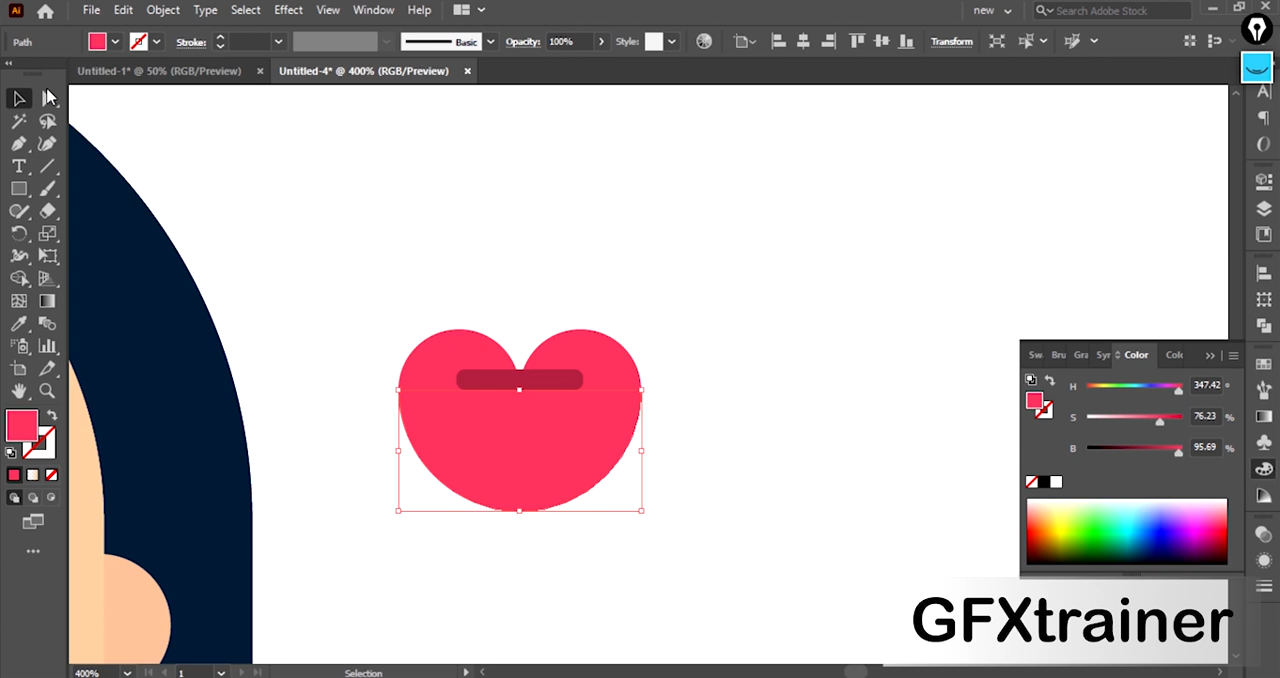 Ai File Edit Object Type Select Effect View Window Help new Search Adobe Stock
Path Stroke: Basic Opacity: 100% Style: Transform
Untitled-1* @ 50% (RGB/Preview) × Untitled-4* @ 400% (RGB/Preview) ×
Sw. Bru Gra Syr Color Colc
H 347.42 °
S 76.23 %
B 95.69 %
GFXtrainer
400% 1 Selection